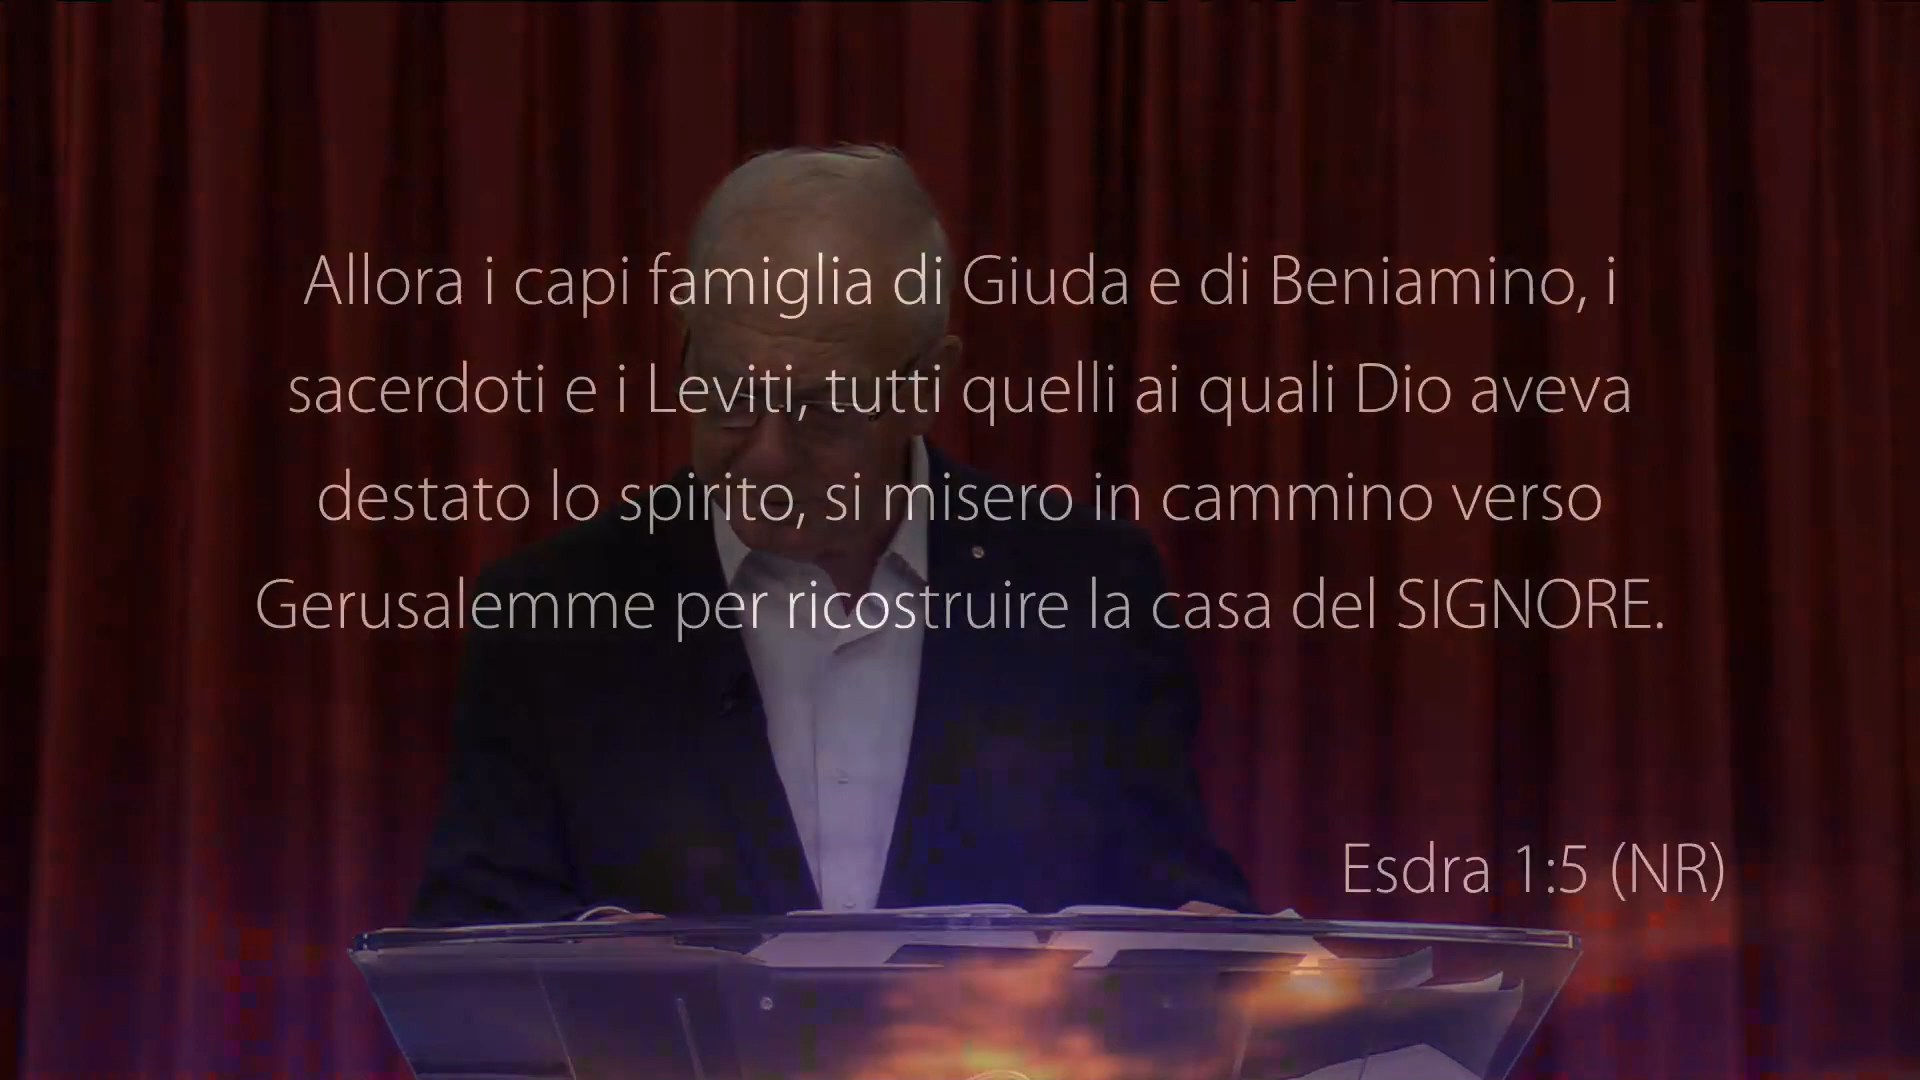 Allora i capi famiglia di Giuda e di Beniamino, i
sacerdoti e i Leviti, tutti quelli ai quali Dio aveva
destato lo spirito, si misero in cammino verso
Gerusalemme per ricostruire la casa del SIGNORE.
Esdra 1:5 (NR)